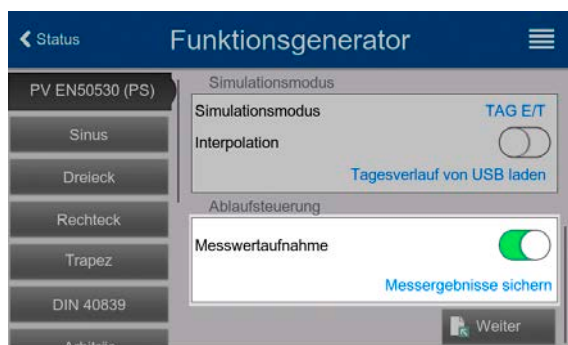 Status
Funktionsgenerator
PV EN50530 (PS)
Sinus
Dreieck
Rechteck
Trapez
DIN 40839
Simulationsmodus
Simulationsmodus TAG E/T
Interpolation
Tagesverlauf von USB laden
Ablaufsteuerung
Messwertaufnahme
Messergebnisse sichern
Weiter